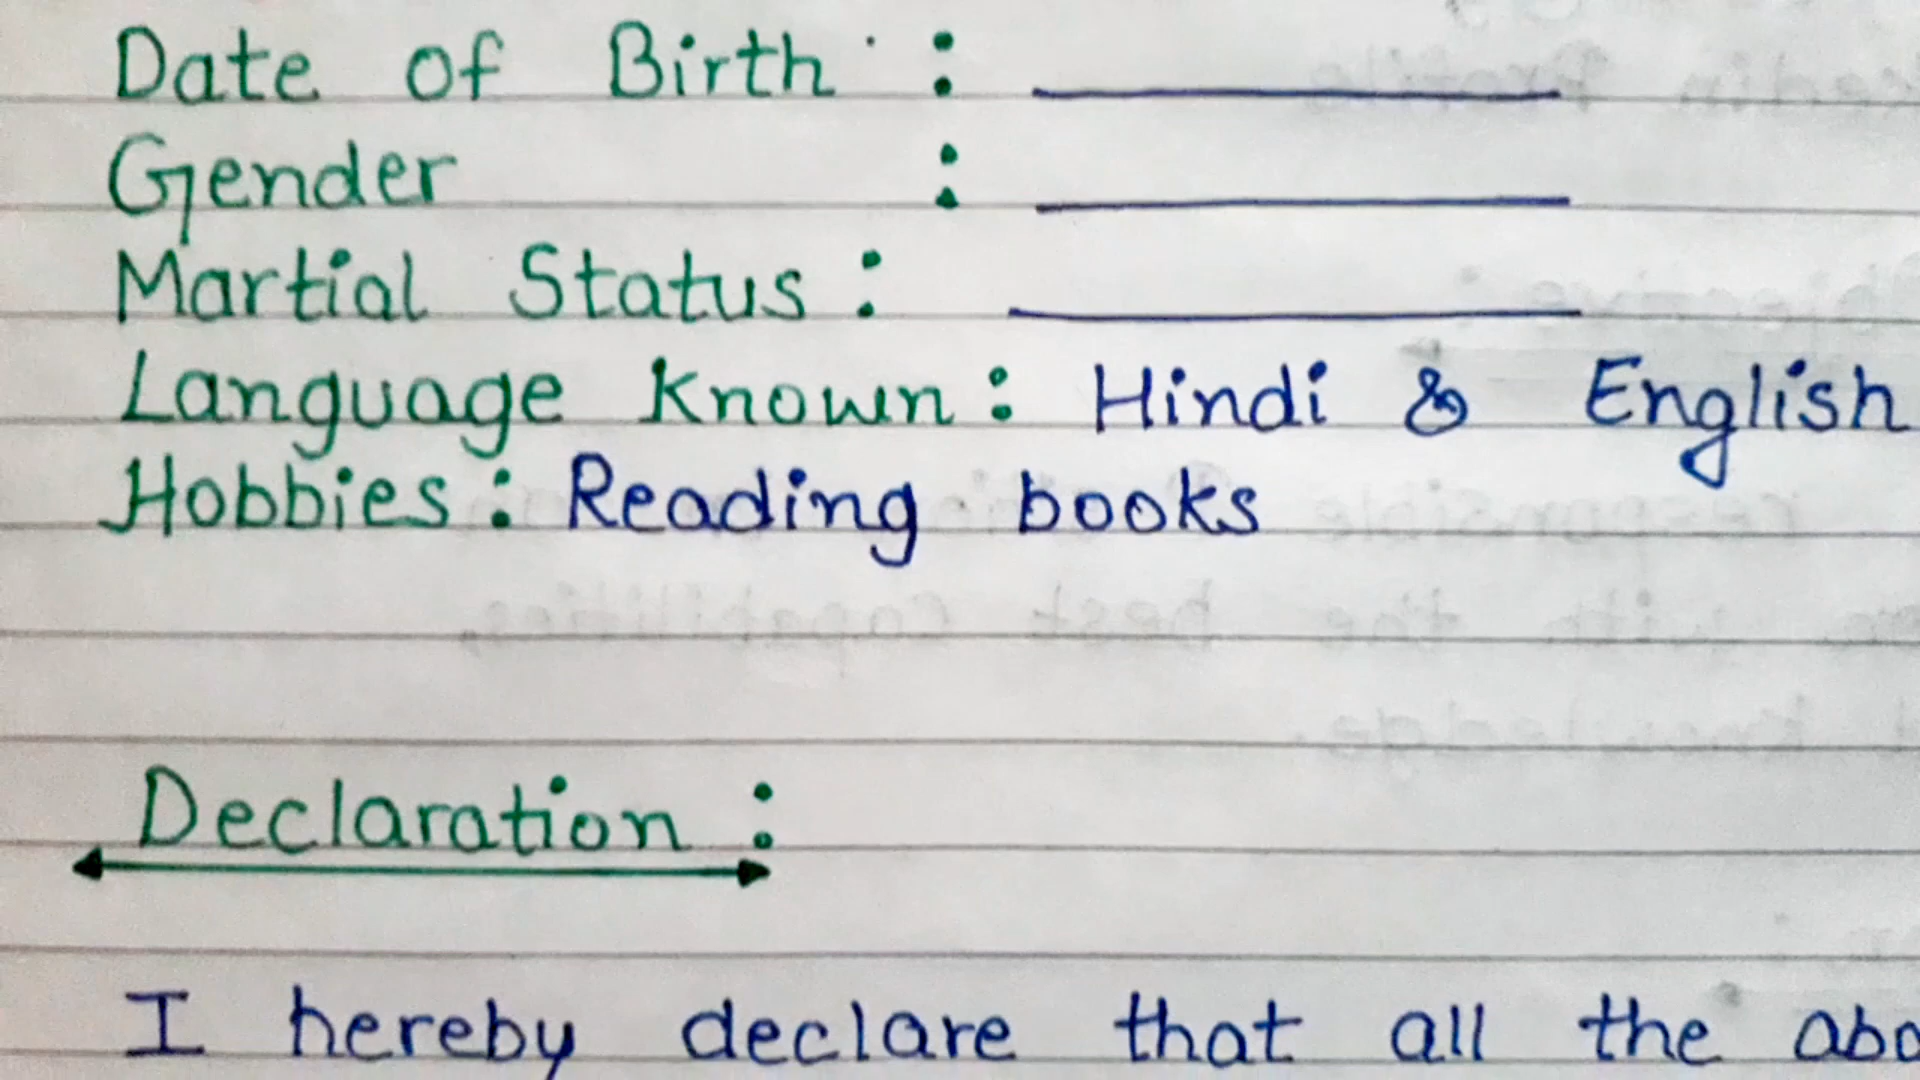 Date of Birth : ____________
Gender : ____________
Martial Status : ____________
Language Known : Hindi & English
Hobbies : Reading books
Declaration :
I hereby declare that all the abo